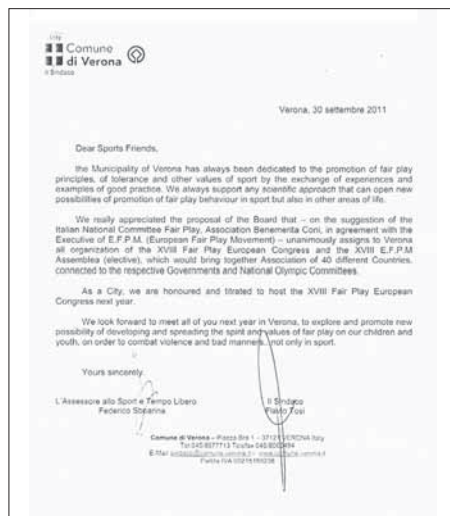 Comune
di Verona
Il Sindaco
Verona, 30 settembre 2011
Dear Sports Friends,
the Municipality of Verona has always been dedicated to the promotion of fair play
principles, of tolerance and other values of sport by the exchange of experiences and
examples of good practice. We always support any scientific approach that can open new
possibilities of promotion of fair play behaviour in sport but also in other areas of life.
We really appreciated the proposal of the Board that – on the suggestion of the
Italian National Committee Fair Play, Association Benemerita Coni, in agreement with the
Executive of E.F.P.M. (European Fair Play Movement) – unanimously assigns to Verona
all organization of the XVIII Fair Play European Congress and the XVIII E.F.P.M
Assemblea (elective), which would bring together Association of 40 different Countries,
connected to the respective Governments and National Olympic Committees.
As a City, we are honoured and titrated to host the XVIII Fair Play European
Congress next year.
We look forward to meet all of you next year in Verona, to explore and promote new
possibility of developing and spreading the spirit and values of fair play on our children and
youth, on order to combat violence and bad manners, not only in sport.
Yours sincerely,
L'Assessore allo Sport e Tempo Libero
Federico Sboarina
Il Sindaco
Flavio Tosi
Comune di Verona – Piazza Bra 1 – 37121 VERONA Italy